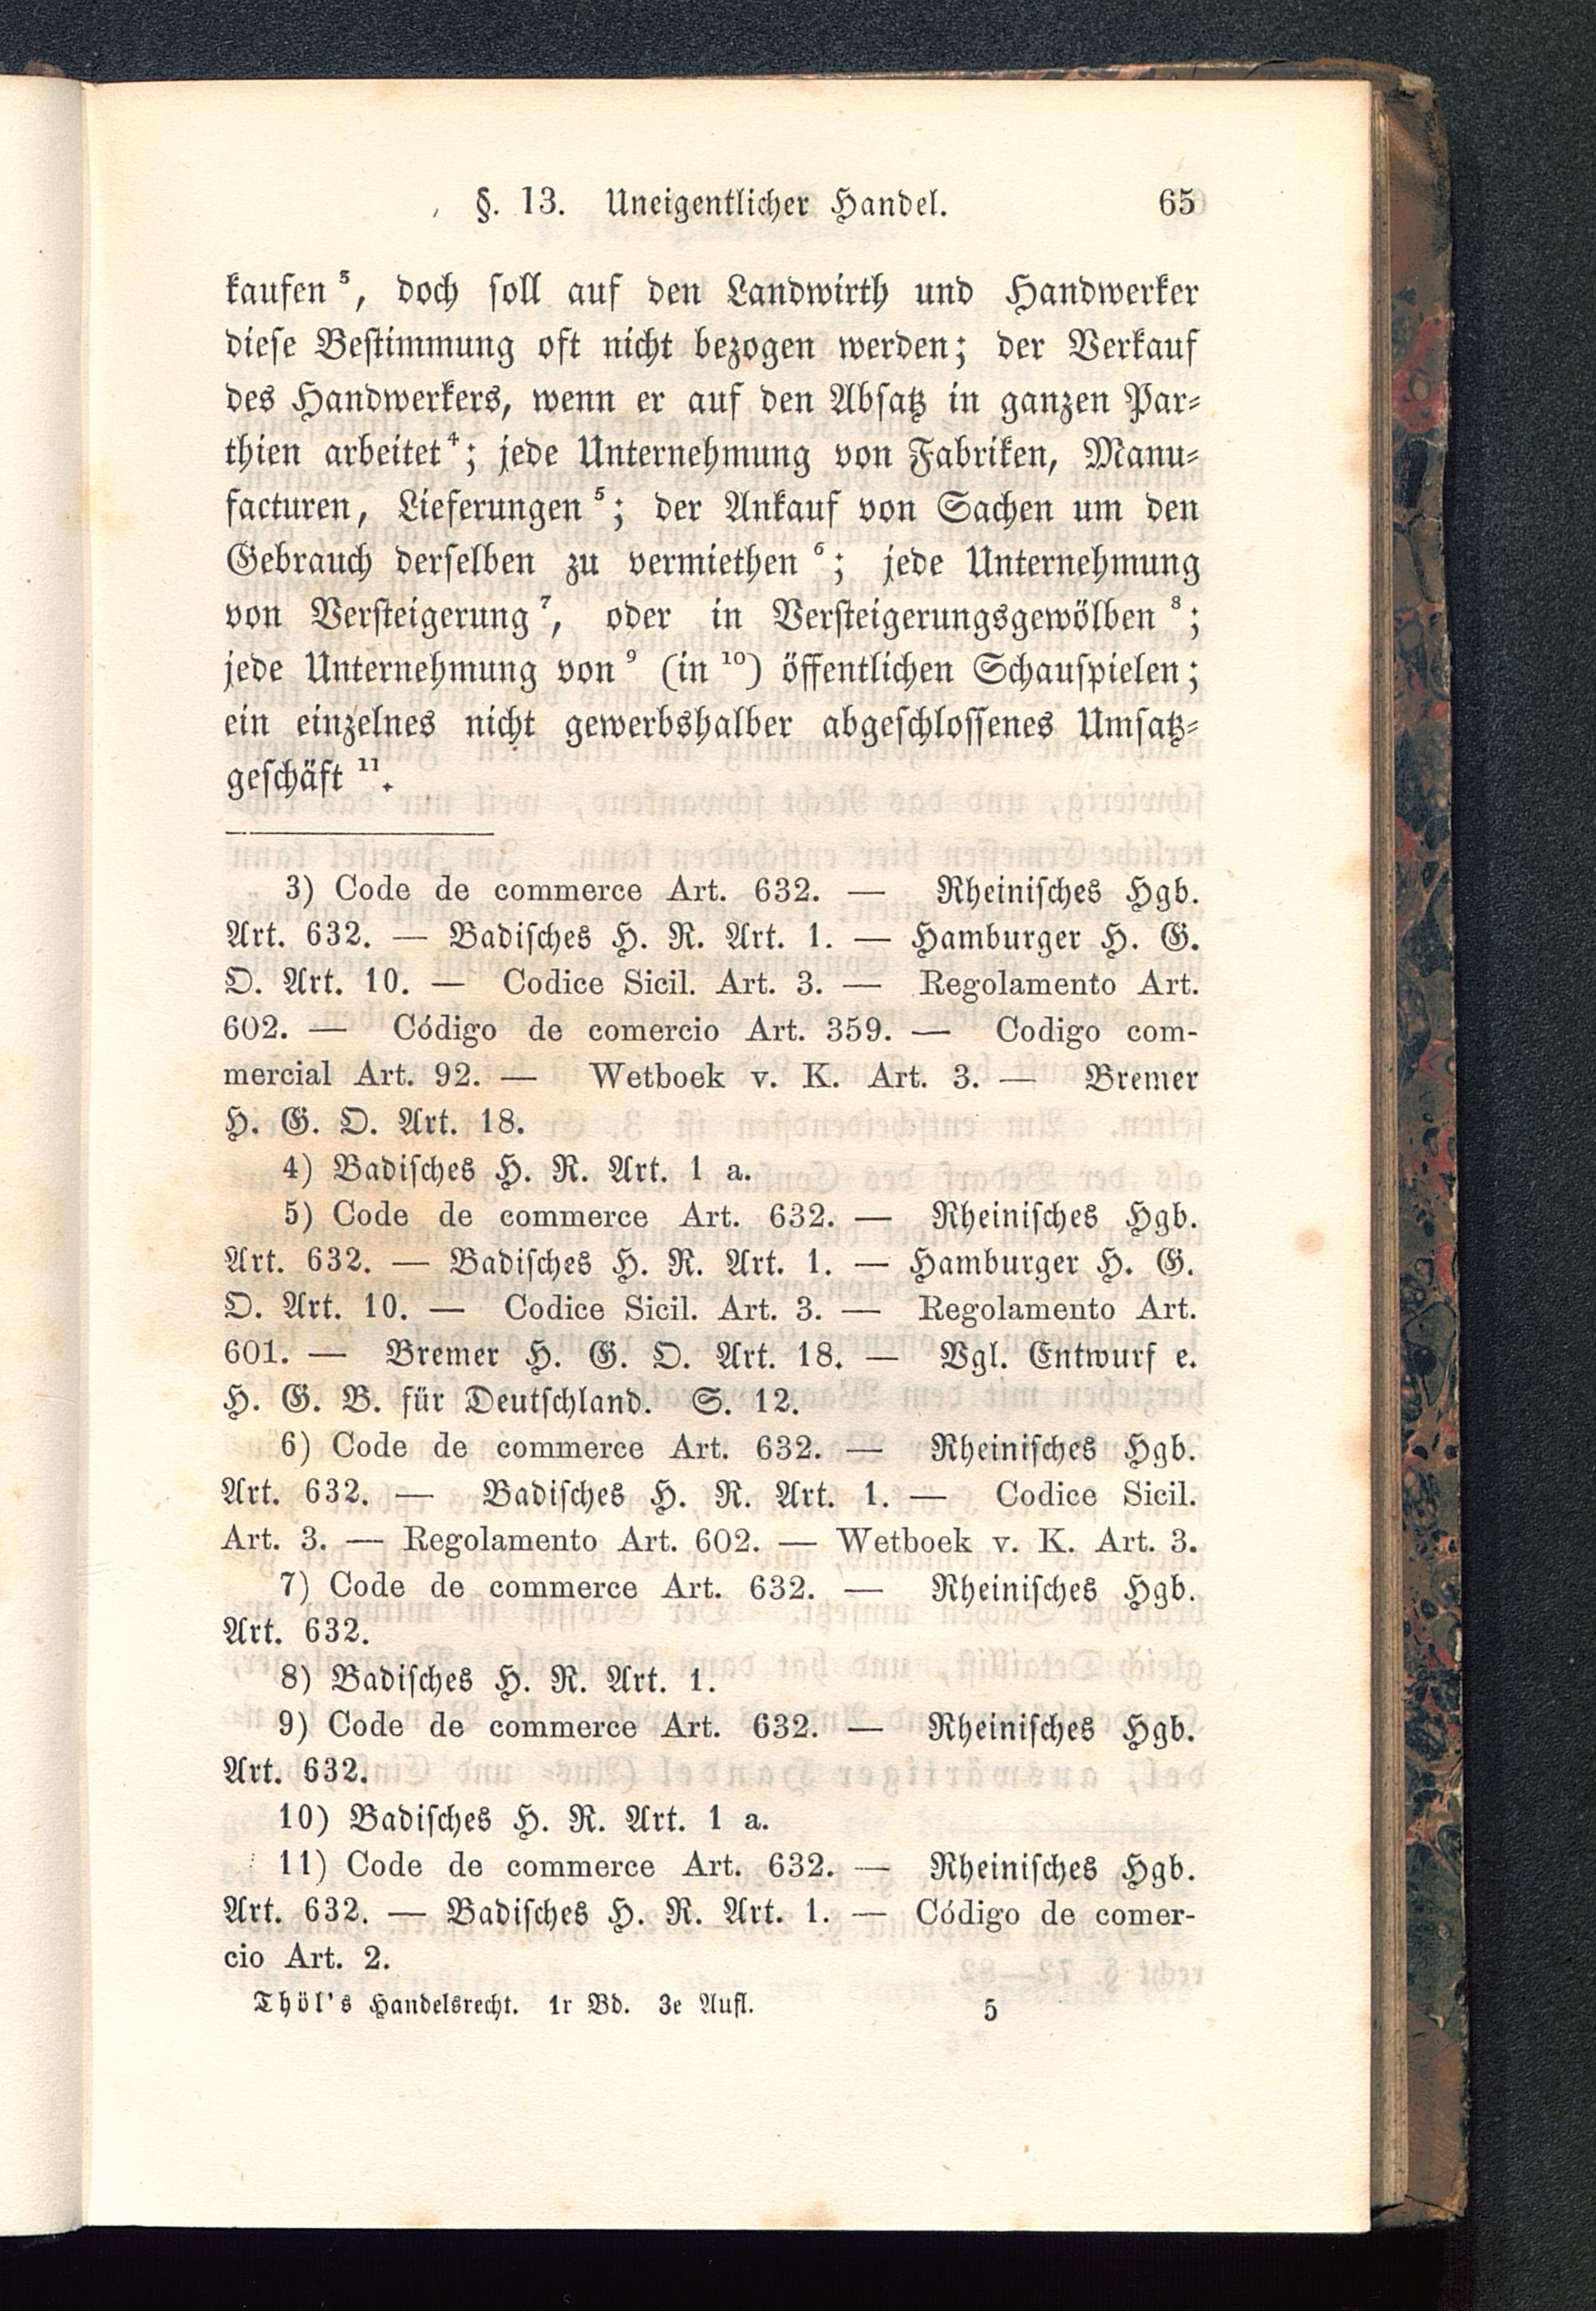 §. 13. Uneigentlicher Handel. 65
kaufen ³, doch soll auf den Landwirth und Handwerker
diese Bestimmung oft nicht bezogen werden; der Verkauf
des Handwerkers, wenn er auf den Absatz in ganzen Par-
thien arbeitet ⁴; jede Unternehmung von Fabriken, Manu-
facturen, Lieferungen ⁵; der Ankauf von Sachen um den
Gebrauch derselben zu vermiethen ⁶; jede Unternehmung
von Versteigerung ⁷, oder in Versteigerungsgewölben ⁸;
jede Unternehmung von ⁹ (in ¹⁰) öffentlichen Schauspielen;
ein einzelnes nicht gewerbshalber abgeschlossenes Umsatz-
geschäft ¹¹.
3) Code de commerce Art. 632. — Rheinisches Hgb.
Art. 632. — Badisches H. R. Art. 1. — Hamburger H. G.
O. Art. 10. — Codice Sicil. Art. 3. — Regolamento Art.
602. — Código de comercio Art. 359. — Codigo com-
mercial Art. 92. — Wetboek v. K. Art. 3. — Bremer
H. G. O. Art. 18.
4) Badisches H. R. Art. 1 a.
5) Code de commerce Art. 632. — Rheinisches Hgb.
Art. 632. — Badisches H. R. Art. 1. — Hamburger H. G.
O. Art. 10. — Codice Sicil. Art. 3. — Regolamento Art.
601. — Bremer H. G. O. Art. 18. — Vgl. Entwurf e.
H. G. B. für Deutschland. S. 12.
6) Code de commerce Art. 632. — Rheinisches Hgb.
Art. 632. — Badisches H. R. Art. 1. — Codice Sicil.
Art. 3. — Regolamento Art. 602. — Wetboek v. K. Art. 3.
7) Code de commerce Art. 632. — Rheinisches Hgb.
Art. 632.
8) Badisches H. R. Art. 1.
9) Code de commerce Art. 632. — Rheinisches Hgb.
Art. 632.
10) Badisches H. R. Art. 1 a.
11) Code de commerce Art. 632. — Rheinisches Hgb.
Art. 632. — Badisches H. R. Art. 1. — Código de comer-
cio Art. 2.
Thöl's Handelsrecht. 1r Bd. 3e Aufl. 5